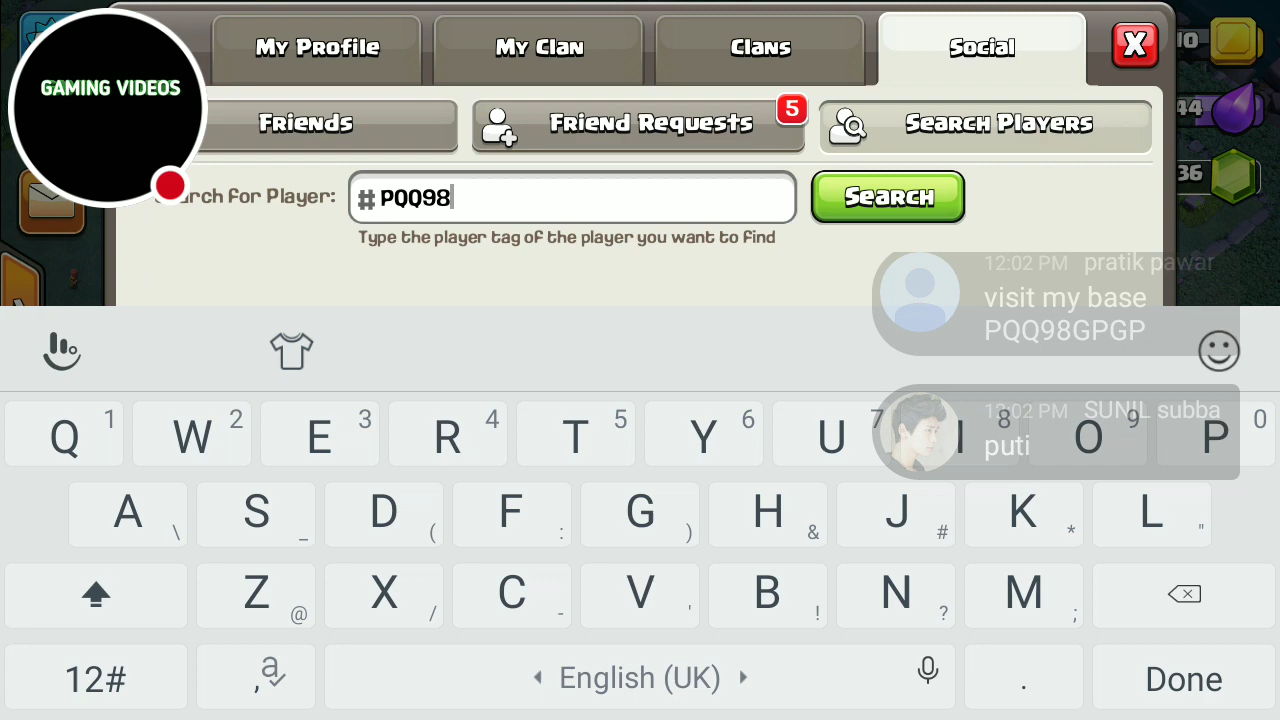 GAMING VIDEOS
My Profile
My Clan
Clans
Social
X
10
Friends
Friend Requests
5
Search Players
44
Search for Player:
# PQQ98
Search
36
Type the player tag of the player you want to find
12:02 PM pratik pawar
visit my base
PQQ98GPGP
12:02 PM SUNIL subba
puti
Q 1 W 2 E 3 R 4 T 5 Y 6 U 7 I 8 O 9 P 0
A \ S _ D ( F : G ) H & J # K * L "
Z @ X / C - V ' B ! N ? M ;
12# , a English (UK) . Done